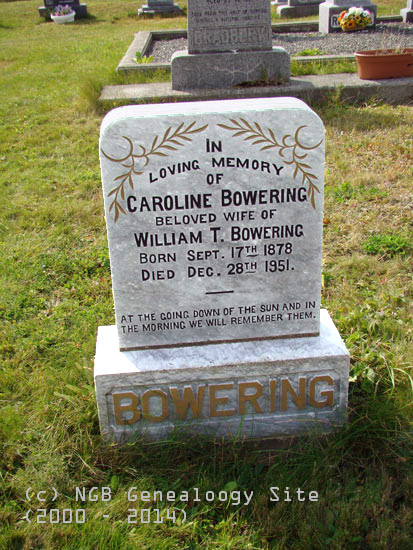 BRADBURY
IN
LOVING MEMORY
OF
CAROLINE BOWERING
BELOVED WIFE OF
WILLIAM T. BOWERING
BORN SEPT. 17TH 1878
DIED DEC. 28TH 1951.
AT THE GOING DOWN OF THE SUN AND IN
THE MORNING WE WILL REMEMBER THEM.
BOWERING
(c) NGB Genealoogy Site
(2000 - 2014)